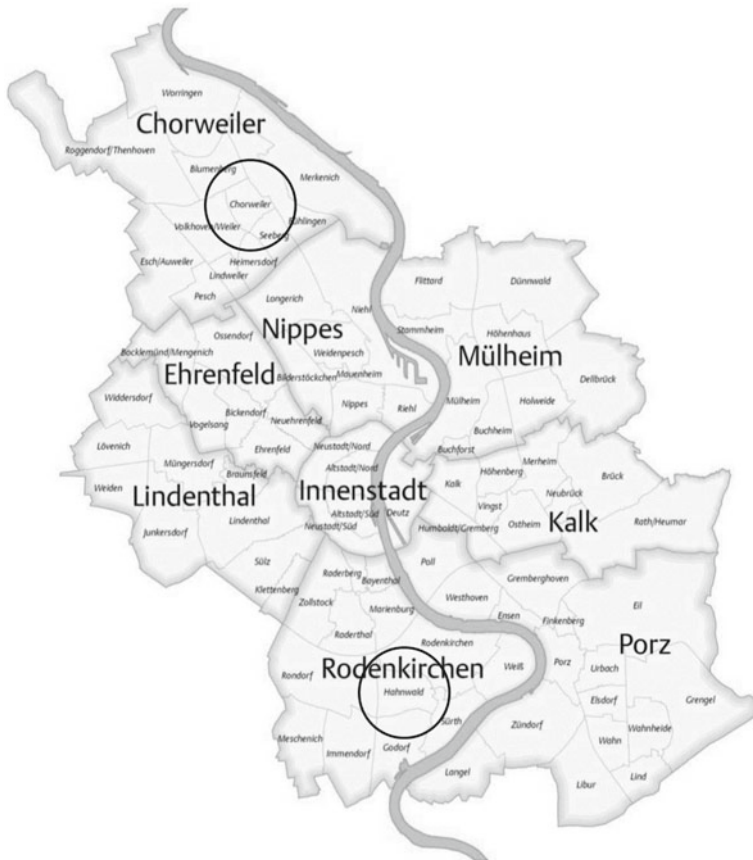 Worringen
Chorweiler
Roggendorf/Thenhoven
Blumenberg
Merkenich
Chorweiler
Fühlingen
Volkhoven/Weiler
Seeberg
Esch/Auweiler
Heimersdorf
Lindweiler
Pesch
Longerich
Niehl
Flittard
Dünnwald
Nippes
Stammheim
Höhenhaus
Ossendorf
Weidenpesch
Mülheim
Bocklemünd/Mengenich
Ehrenfeld
Bilderstöckchen
Mauenheim
Dellbrück
Widdersdorf
Nippes
Riehl
Mülheim
Holweide
Bickendorf
Vogelsang
Neuehrenfeld
Buchheim
Lövenich
Ehrenfeld
Neustadt/Nord
Buchforst
Müngersdorf
Altstadt/Nord
Höhenberg
Merheim
Braunsfeld
Kalk
Brück
Weiden
Lindenthal
Innenstadt
Neubrück
Vingst
Altstadt/Süd
Deutz
Junkersdorf
Lindenthal
Neustadt/Süd
Humboldt/Gremberg
Ostheim
Kalk
Rath/Heumar
Sülz
Poll
Raderberg
Bayenthal
Gremberghoven
Klettenberg
Zollstock
Westhoven
Marienburg
Eil
Ensen
Finkenberg
Raderthal
Rodenkirchen
Porz
Rodenkirchen
Weiß
Porz
Urbach
Rondorf
Hahnwald
Elsdorf
Grengel
Sürth
Zündorf
Wahnheide
Meschenich
Immendorf
Godorf
Wahn
Langel
Lind
Libur